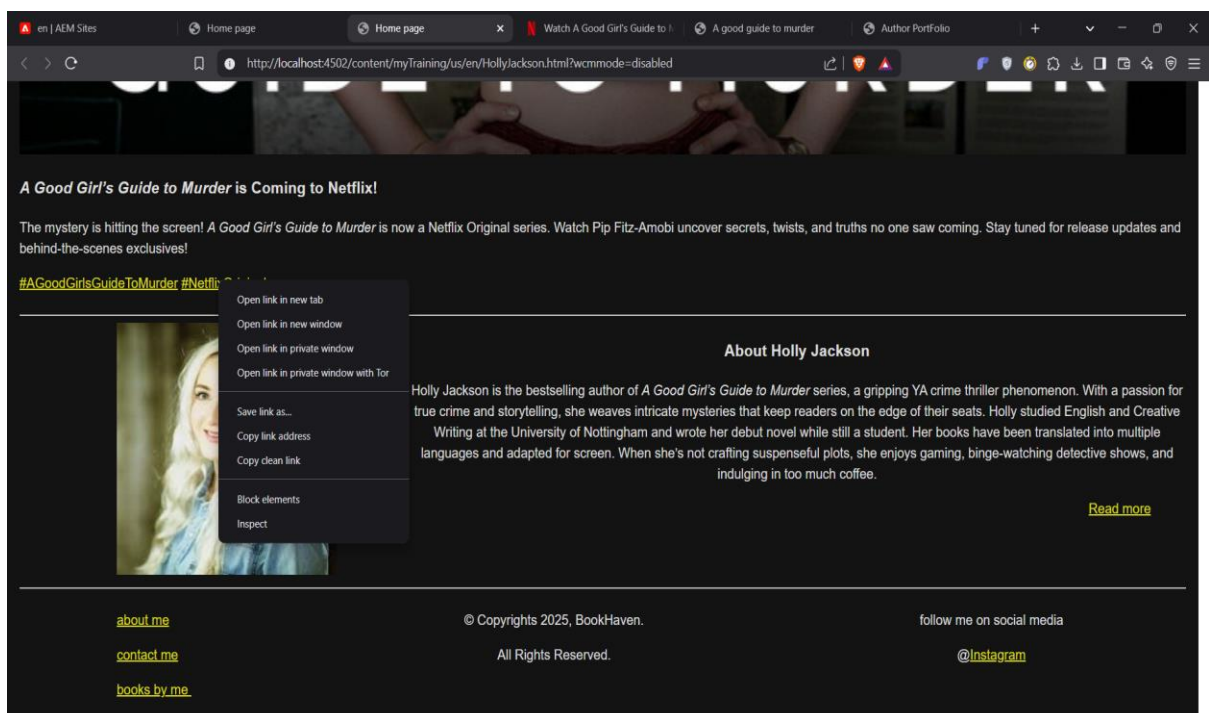 en | AEM Sites
Home page
Home page
Watch A Good Girl's Guide to
A good guide to murder
Author PortFolio
http://localhost:4502/content/myTraining/us/en/HollyJackson.html?wcmmode=disabled
GUIDE TO MURDER
A Good Girl's Guide to Murder is Coming to Netflix!
The mystery is hitting the screen! A Good Girl's Guide to Murder is now a Netflix Original series. Watch Pip Fitz-Amobi uncover secrets, twists, and truths no one saw coming. Stay tuned for release updates and
behind-the-scenes exclusives!
#AGoodGirlsGuideToMurder
Open link in new tab
Open link in new window
Open link in private window
Open link in private window with Tor
Save link as...
Copy link address
Copy clean link
Block elements
Inspect
About Holly Jackson
Holly Jackson is the bestselling author of A Good Girl's Guide to Murder series, a gripping YA crime thriller phenomenon. With a passion for
true crime and storytelling, she weaves intricate mysteries that keep readers on the edge of their seats. Holly studied English and Creative
Writing at the University of Nottingham and wrote her debut novel while still a student. Her books have been translated into multiple
languages and adapted for screen. When she's not crafting suspenseful plots, she enjoys gaming, binge-watching detective shows, and
indulging in too much coffee.
Read more
about me
contact me
books by me
© Copyrights 2025, BookHaven.
All Rights Reserved.
follow me on social media
@Instagram